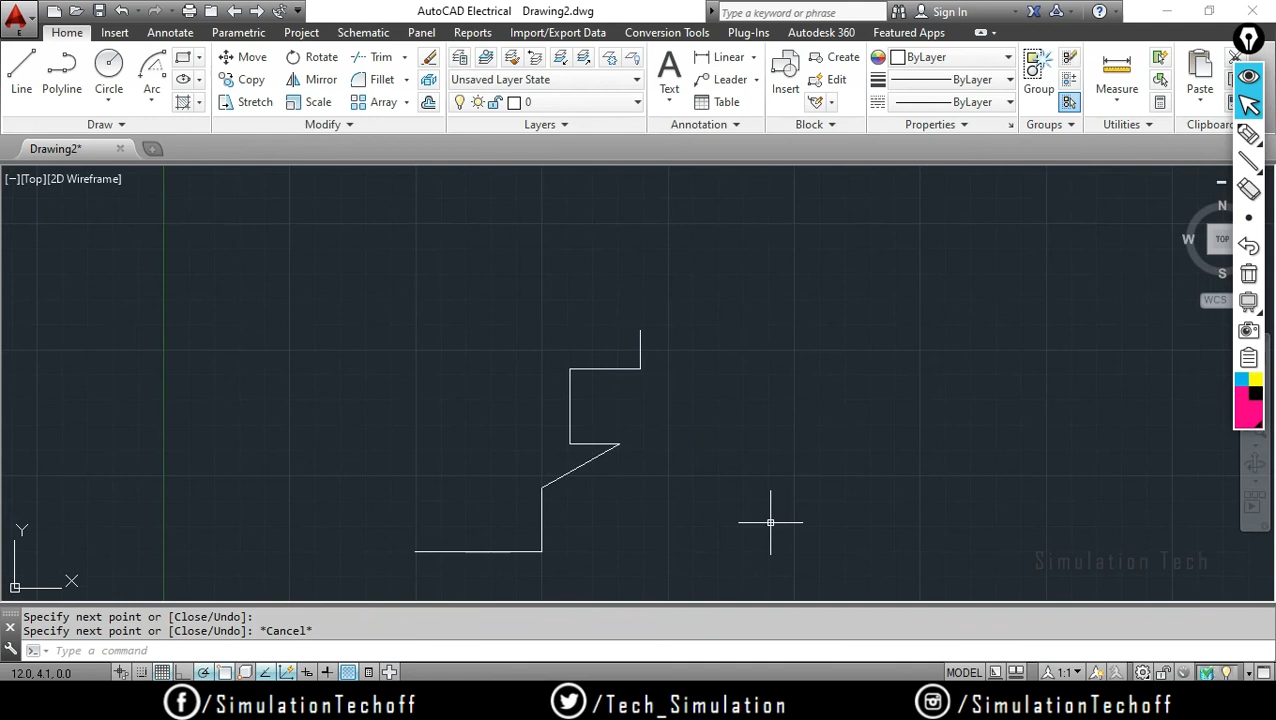 AutoCAD Electrical Drawing2.dwg
Type a keyword or phrase
Sign In
E
Home Insert Annotate Parametric Project Schematic Panel Reports Import/Export Data Conversion Tools Plug-Ins Autodesk 360 Featured Apps
Line Polyline Circle Arc
Move Rotate Trim
Copy Mirror Fillet
Stretch Scale Array
Unsaved Layer State
0
Text
Linear
Leader
Table
Insert
Create
Edit
ByLayer
ByLayer
ByLayer
Group
Measure
Paste
Draw Modify Layers Annotation Block Properties Groups Utilities Clipboard
Drawing2*
[−][Top][2D Wireframe]
N
W TOP
S
WCS
Y
X
Simulation Tech
Specify next point or [Close/Undo]:
Specify next point or [Close/Undo]: *Cancel*
Type a command
12.0, 4.1, 0.0
MODEL 1:1
/SimulationTechoff /Tech_Simulation /SimulationTechoff